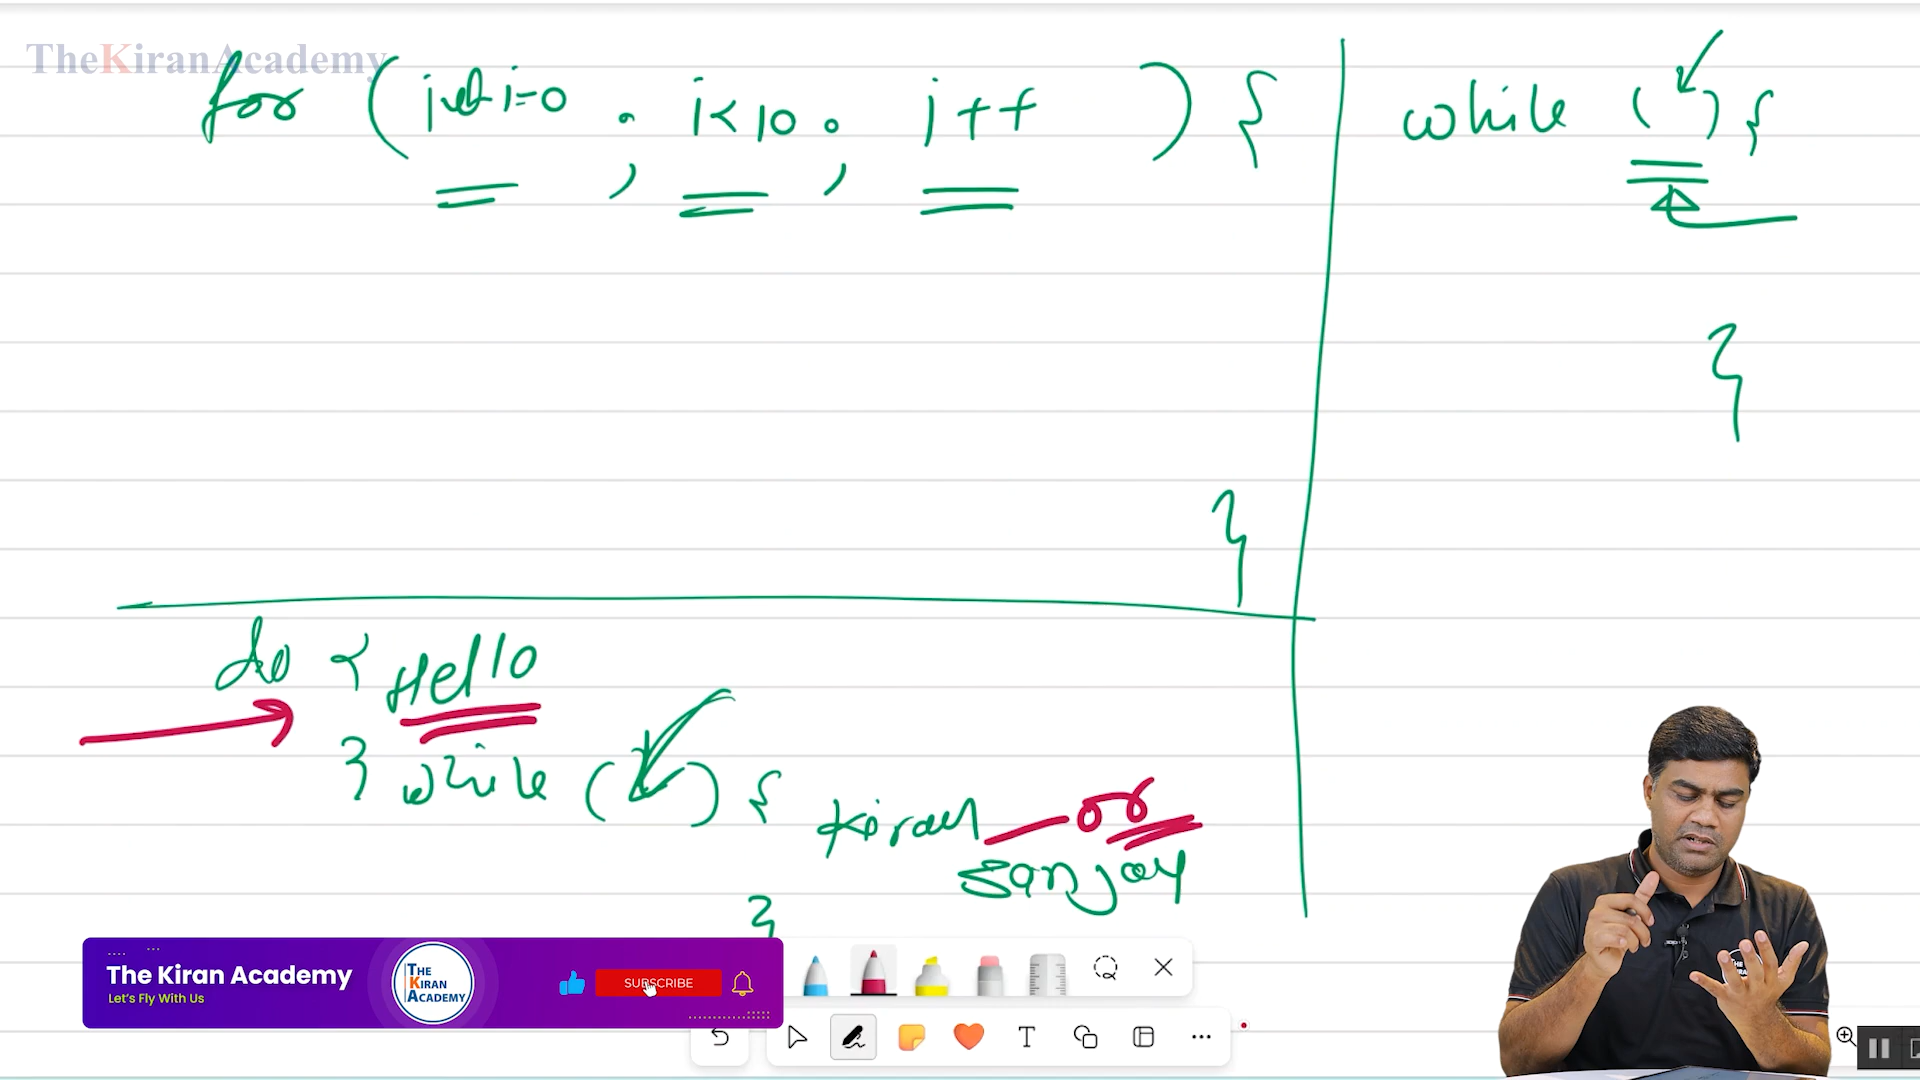 TheKiranAcademy
for ( int i=0 ; i<10 ; i++ ) {
}
while ( ) {
}
do { Hello
} while ( ) {
Kiran or
Sanjay
}
The Kiran Academy
Let's Fly With Us
THE
KIRAN
ACADEMY
SUBSCRIBE
T